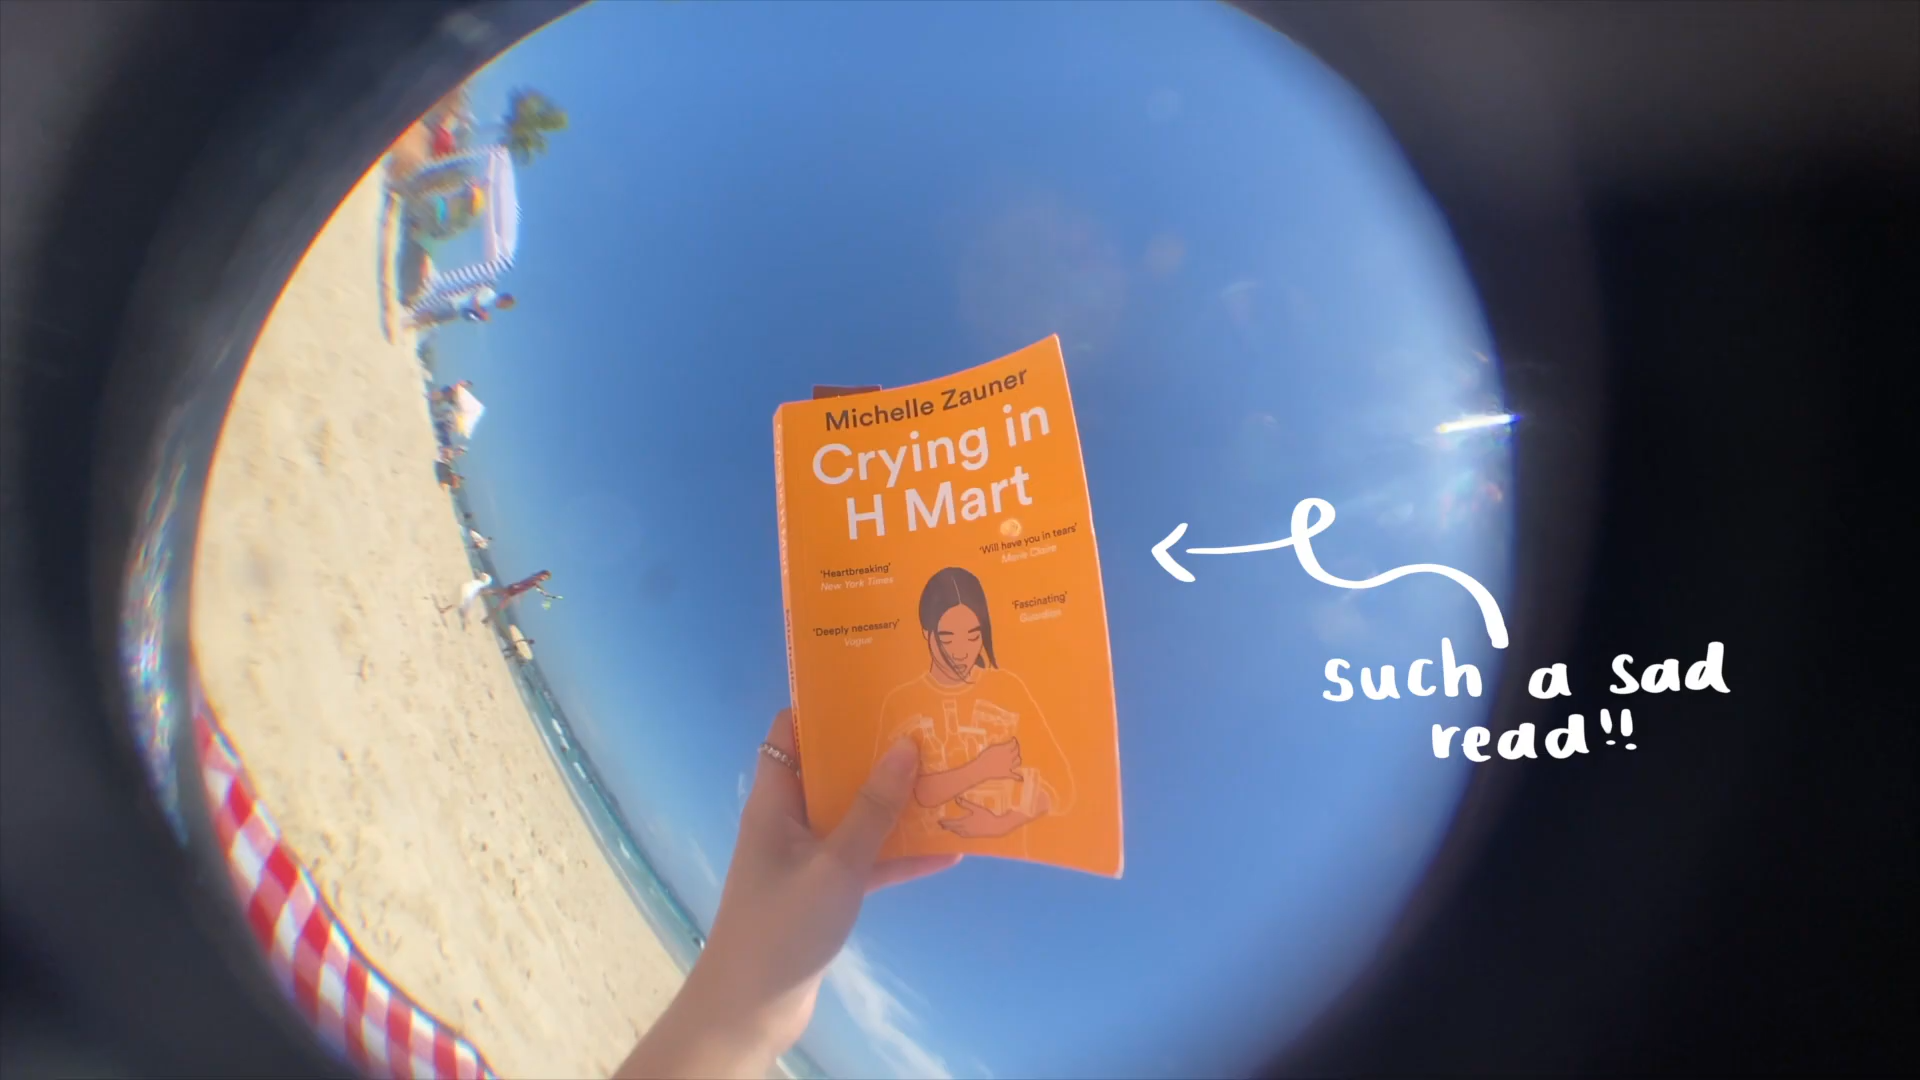 Michelle Zauner
Crying in
H Mart
'Will have you in tears'
Marie Claire
'Heartbreaking'
New York Times
'Fascinating'
Guardian
'Deeply necessary'
Vogue
such a sad
read!!